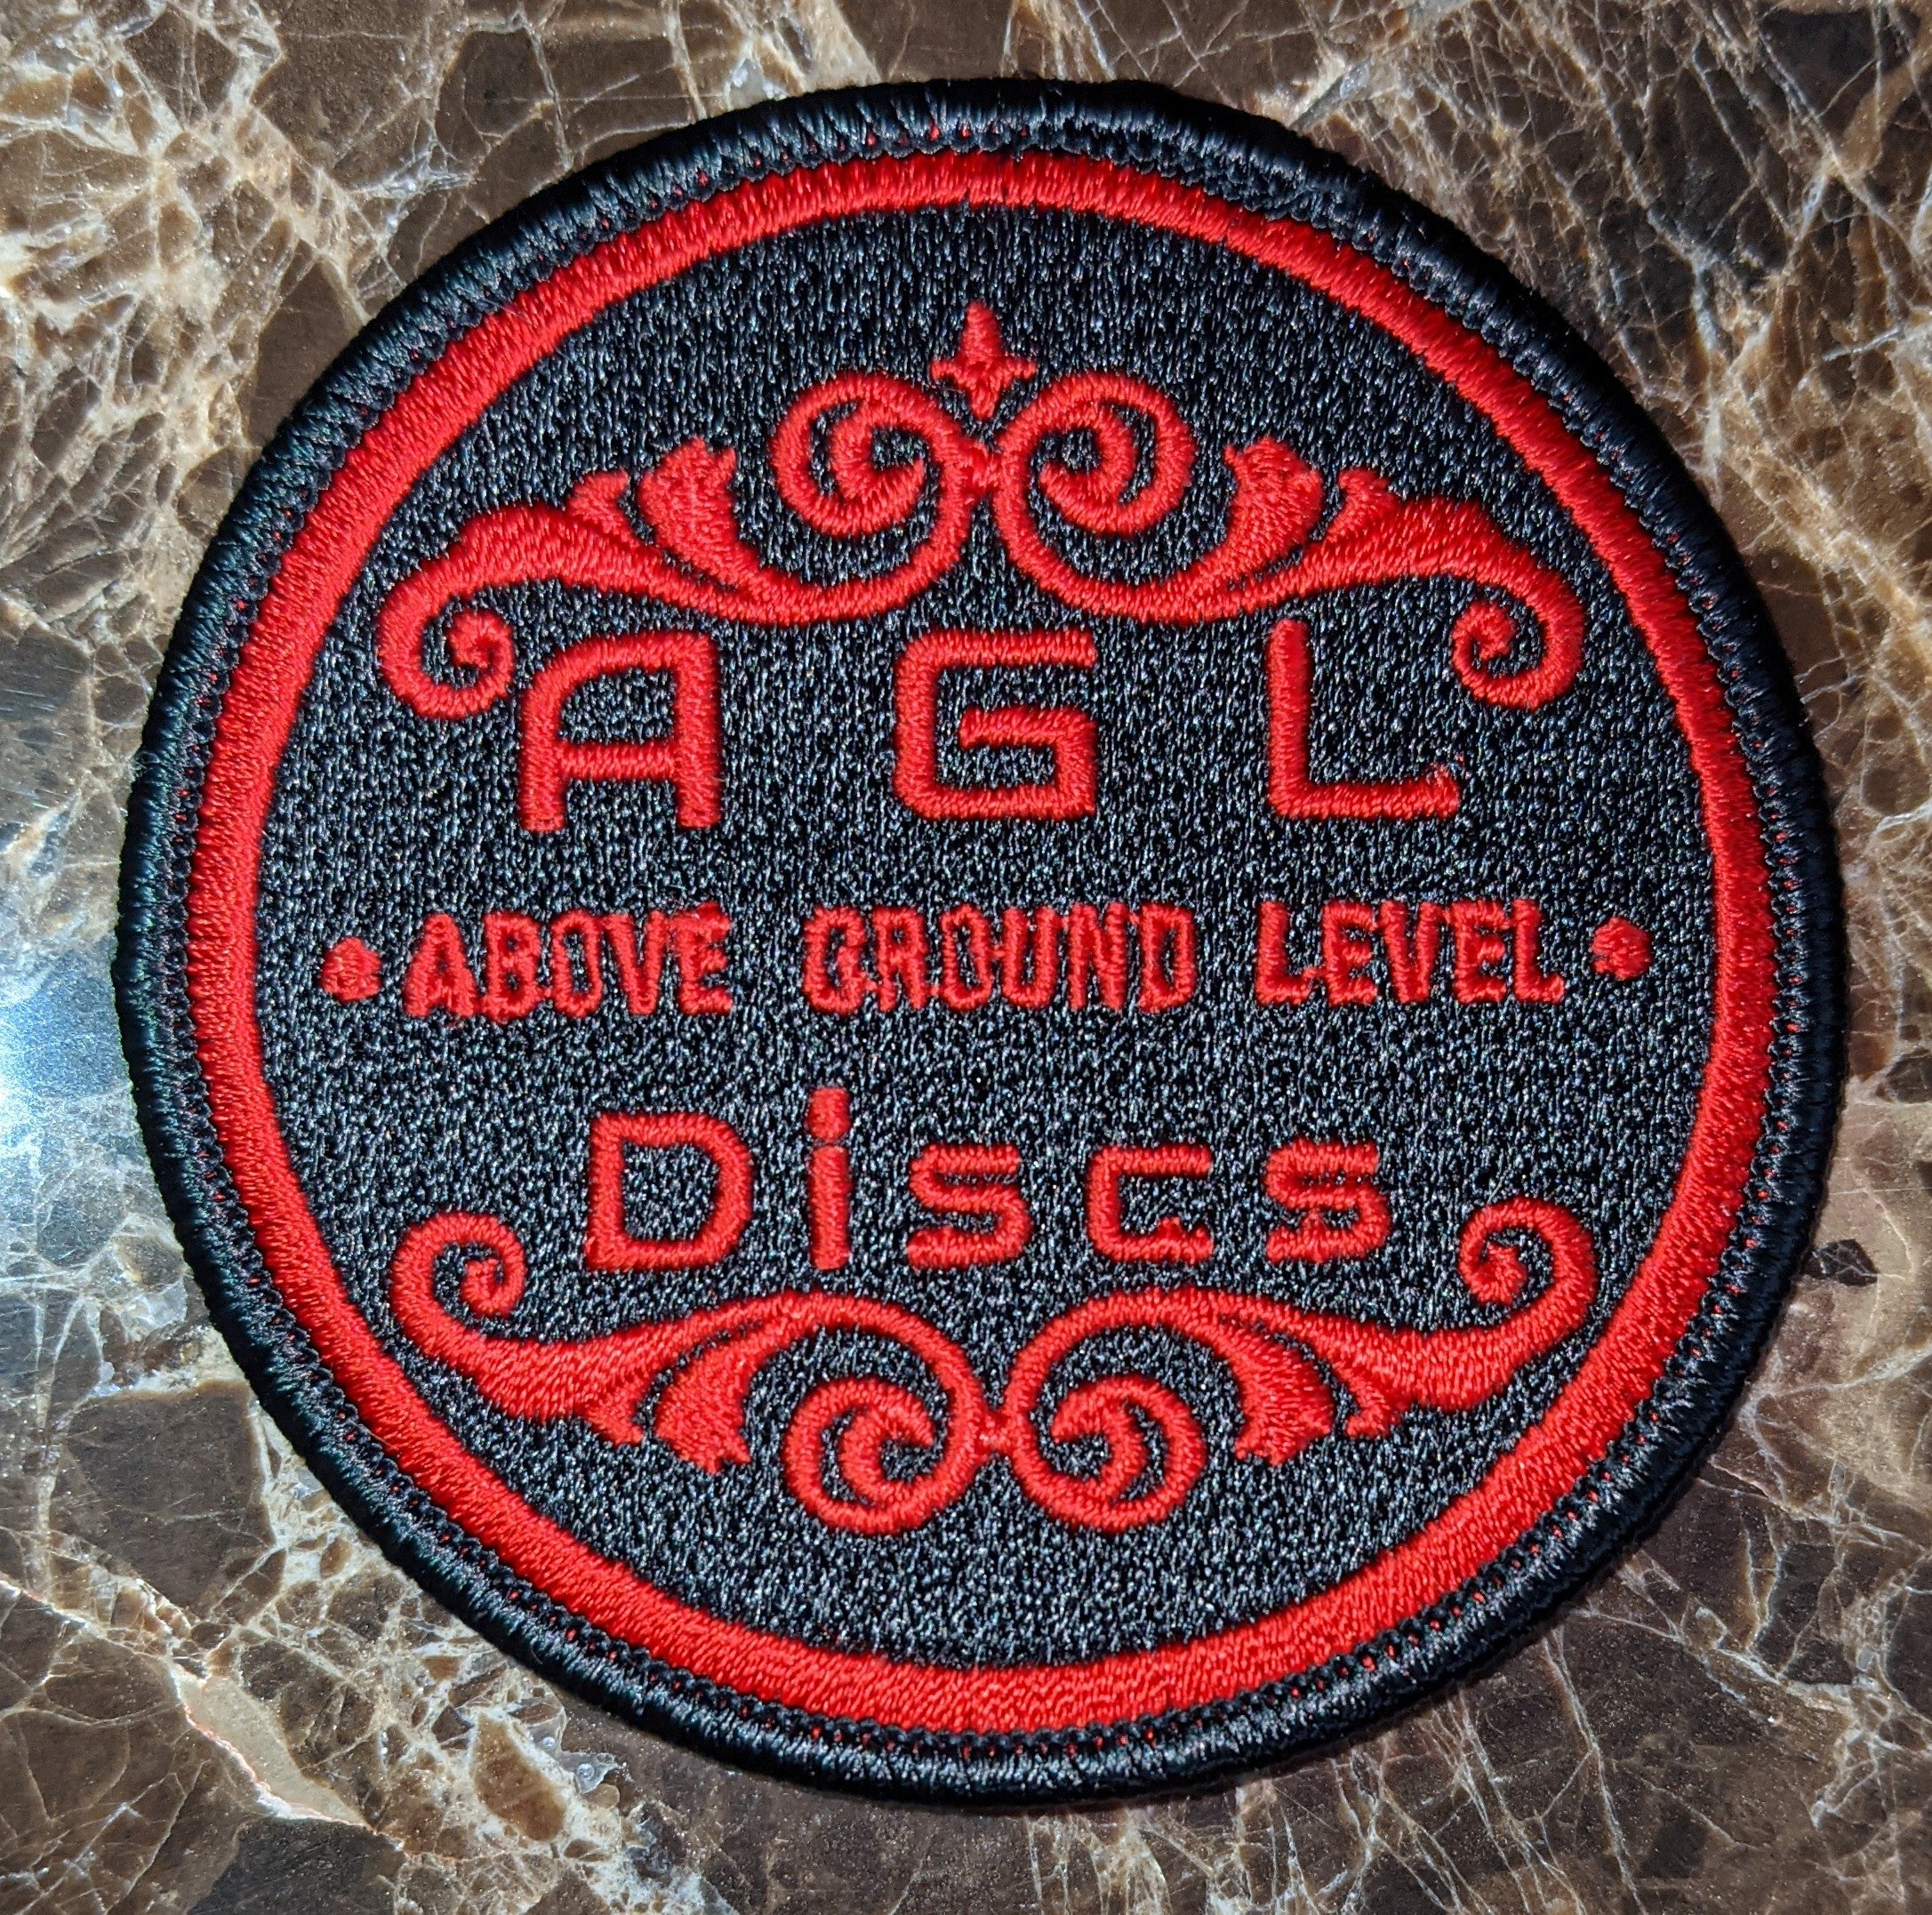 AGL
• ABOVE GROUND LEVEL •
Discs